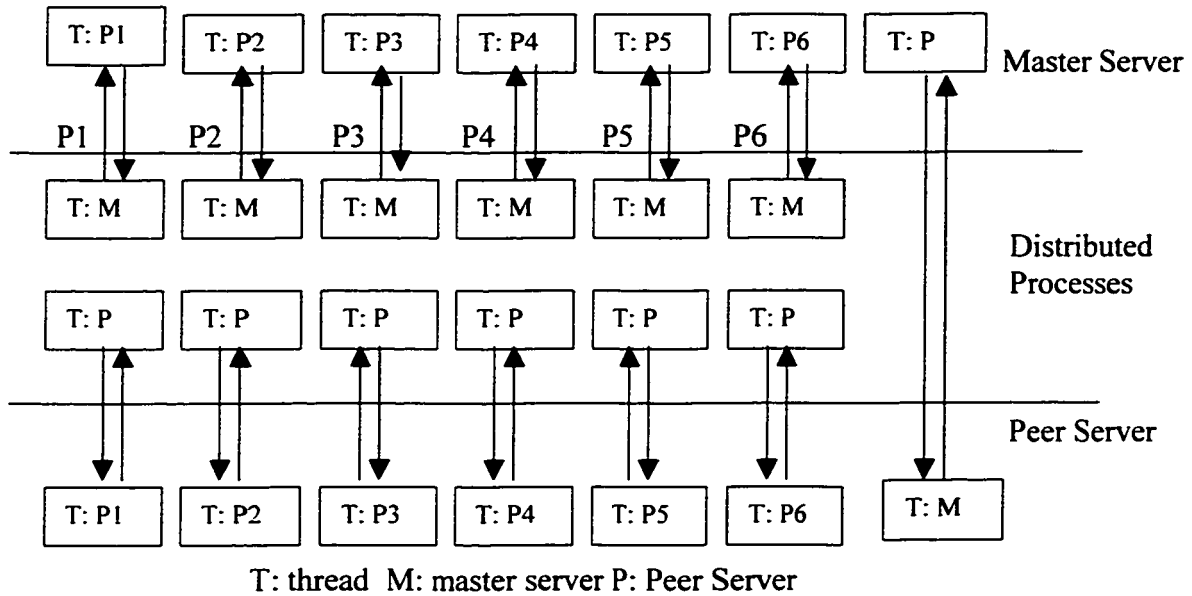 T: P1 T: P2 T: P3 T: P4 T: P5 T: P6 T: P
Master Server
P1 P2 P3 P4 P5 P6
T: M T: M T: M T: M T: M T: M
Distributed
Processes
T: P T: P T: P T: P T: P T: P
Peer Server
T: P1 T: P2 T: P3 T: P4 T: P5 T: P6 T: M
T: thread M: master server P: Peer Server